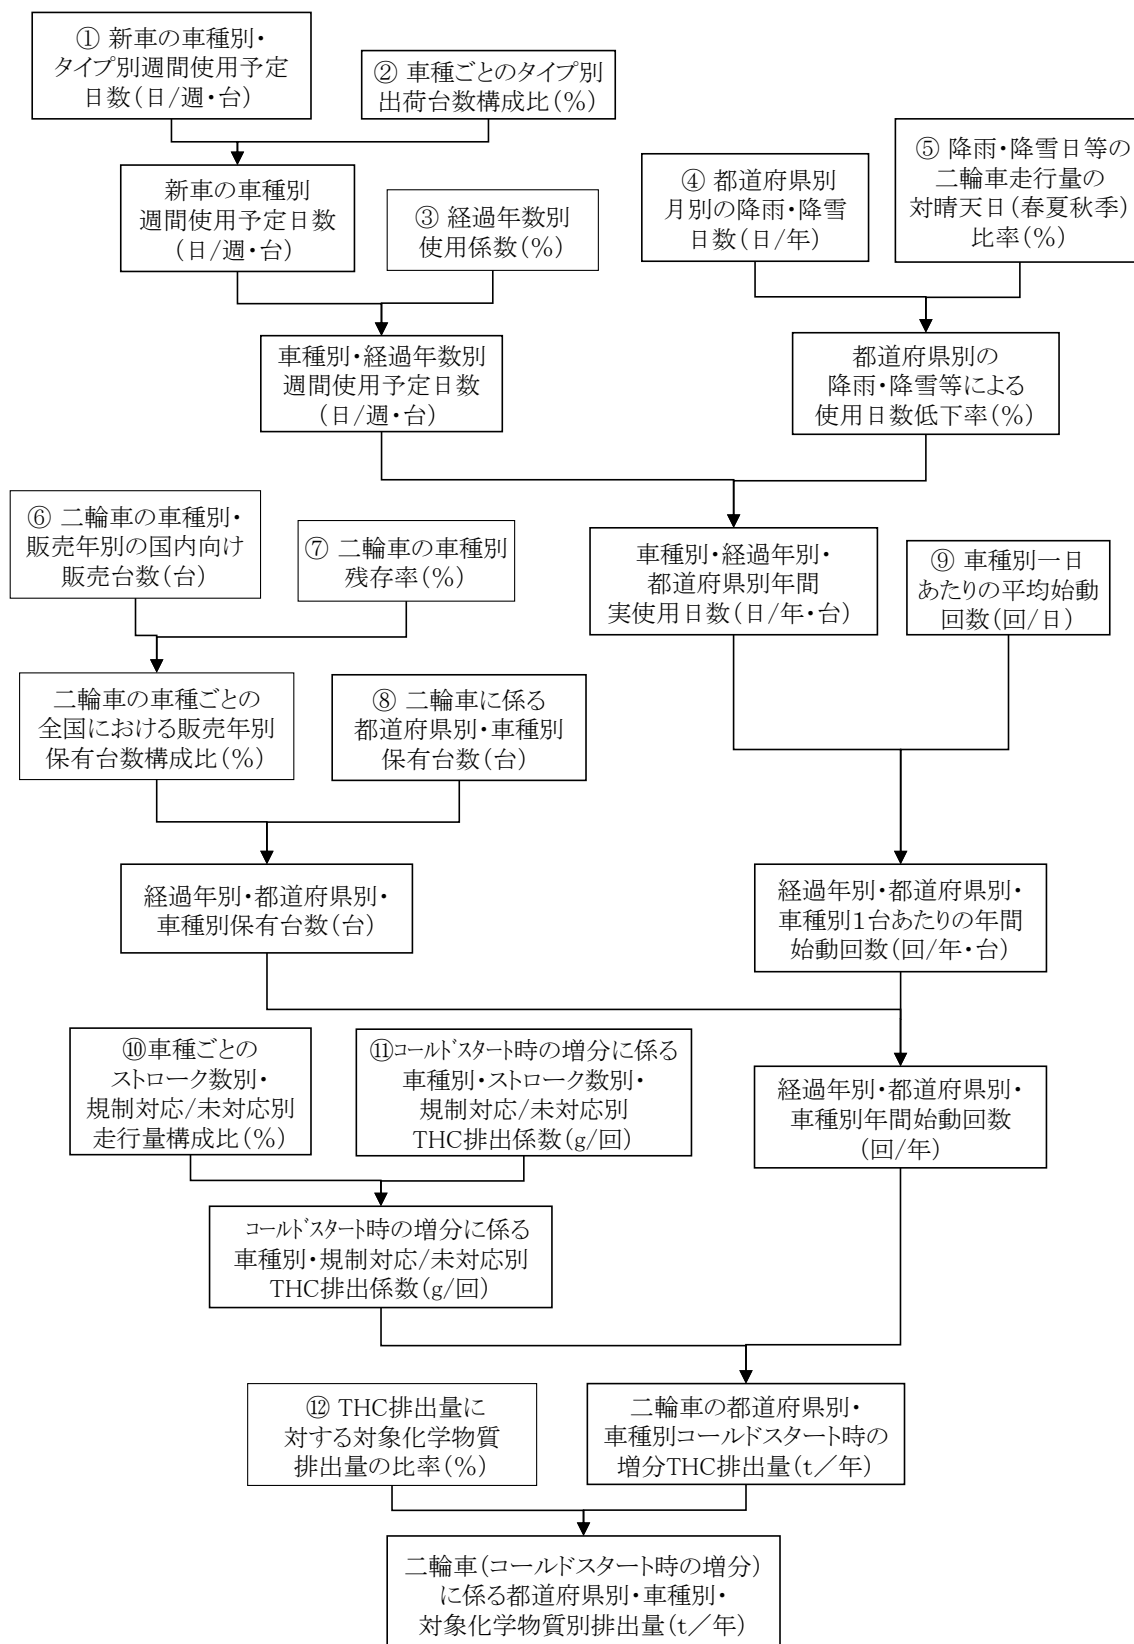 ① 新車の車種別・
タイプ別週間使用予定
日数(日/週・台)
② 車種ごとのタイプ別
出荷台数構成比(%)
新車の車種別
週間使用予定日数
(日/週・台)
③ 経過年数別
使用係数(%)
④ 都道府県別
月別の降雨・降雪
日数(日/年)
⑤ 降雨・降雪日等の
二輪車走行量の
対晴天日(春夏秋季)
比率(%)
車種別・経過年数別
週間使用予定日数
(日/週・台)
都道府県別の
降雨・降雪等による
使用日数低下率(%)
⑥ 二輪車の車種別・
販売年別の国内向け
販売台数(台)
⑦ 二輪車の車種別
残存率(%)
車種別・経過年別・
都道府県別年間
実使用日数(日/年・台)
⑨ 車種別一日
あたりの平均始動
回数(回/日)
二輪車の車種ごとの
全国における販売年別
保有台数構成比(%)
⑧ 二輪車に係る
都道府県別・車種別
保有台数(台)
経過年別・都道府県別・
車種別保有台数(台)
経過年別・都道府県別・
車種別1台あたりの年間
始動回数(回/年・台)
⑩車種ごとの
ストローク数別・
規制対応/未対応別
走行量構成比(%)
⑪コールドスタート時の増分に係る
車種別・ストローク数別・
規制対応/未対応別
THC排出係数(g/回)
経過年別・都道府県別・
車種別年間始動回数
(回/年)
コールドスタート時の増分に係る
車種別・規制対応/未対応別
THC排出係数(g/回)
⑫ THC排出量に
対する対象化学物質
排出量の比率(%)
二輪車の都道府県別・
車種別コールドスタート時の
増分THC排出量(t/年)
二輪車(コールドスタート時の増分)
に係る都道府県別・車種別・
対象化学物質別排出量(t/年)